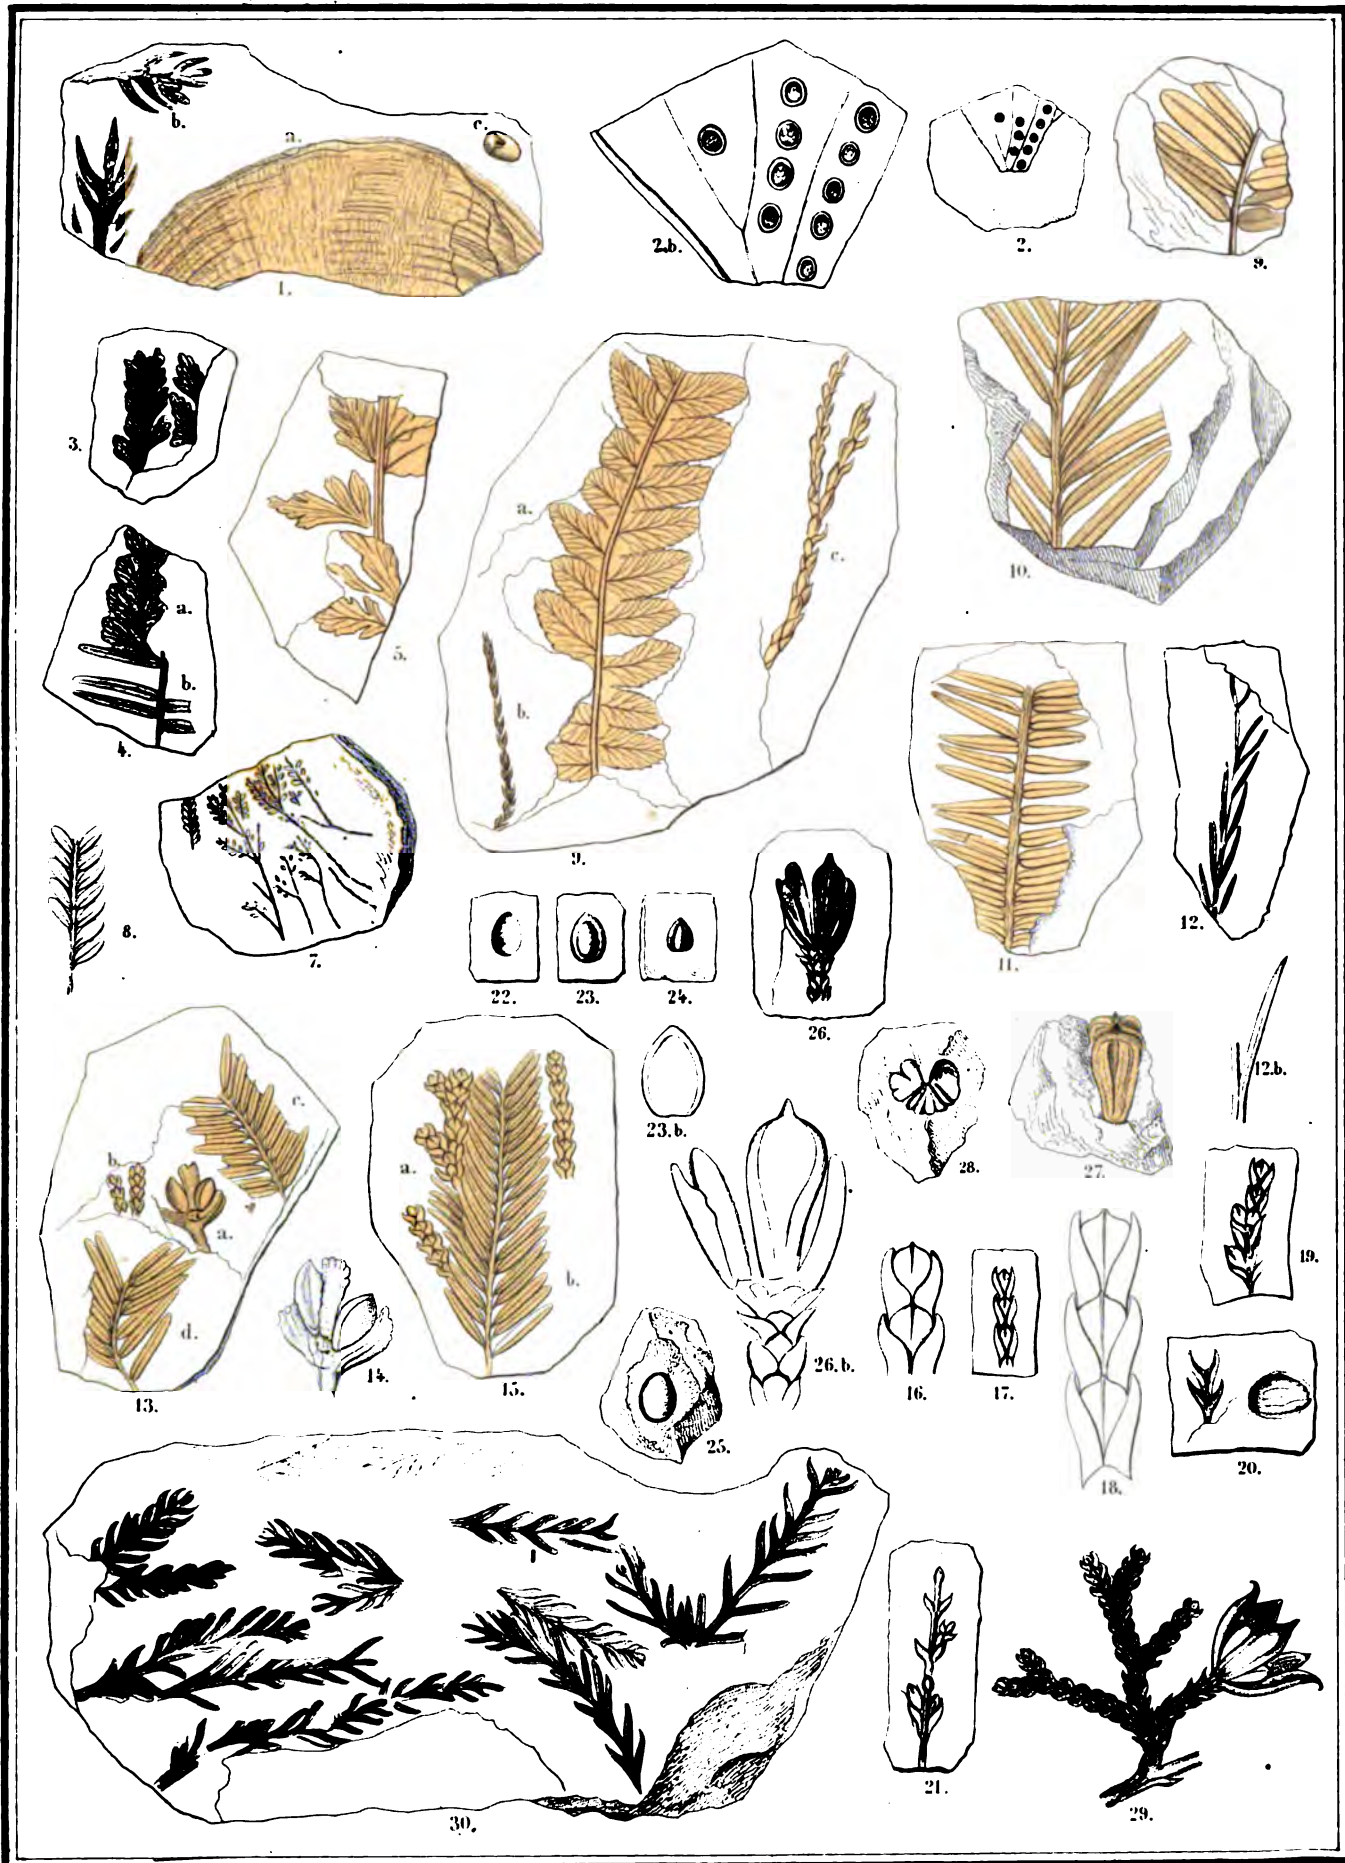 b.
a.
c.
1.
2.b.
2.
9.
3.
5.
a.
c.
b.
9.
10.
a.
b.
4.
7.
8.
11.
12.
12.b.
22.
23.
24.
26.
23.b.
28.
27.
c.
b.
a.
d.
13.
14.
a.
b.
15.
25.
26.b.
16.
17.
18.
19.
20.
30.
21.
29.